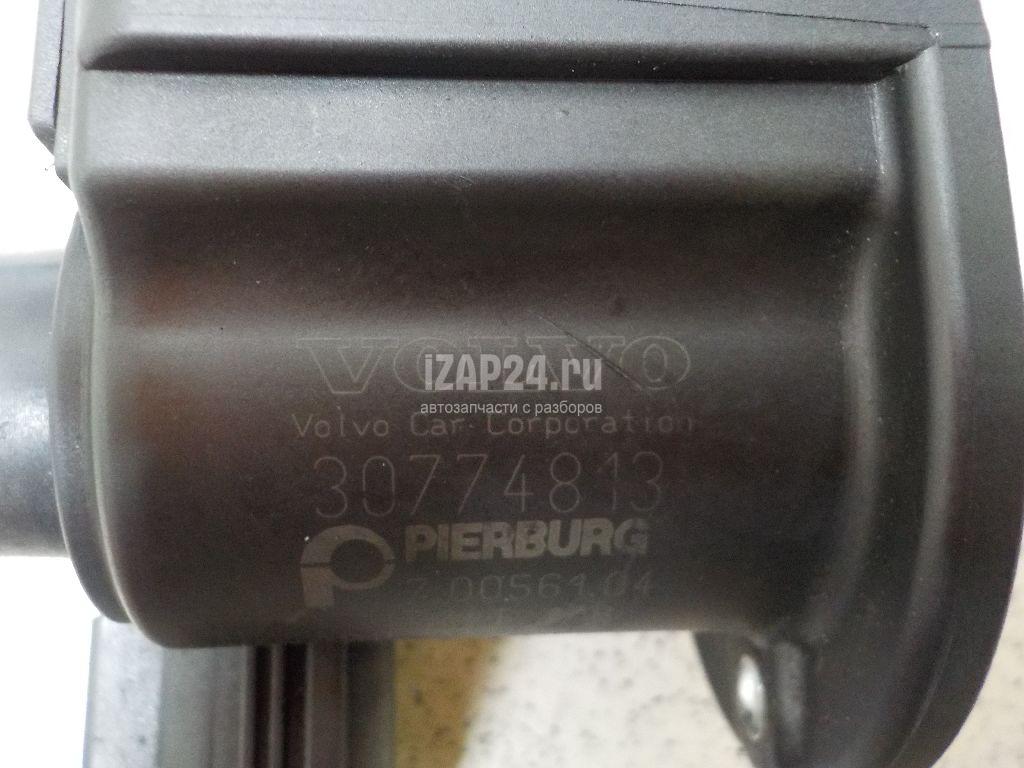 VOLVO
iZAP24.ru
автозапчасти с разборов
Volvo Car Corporation
30774813
PIERBURG
7.00561.04